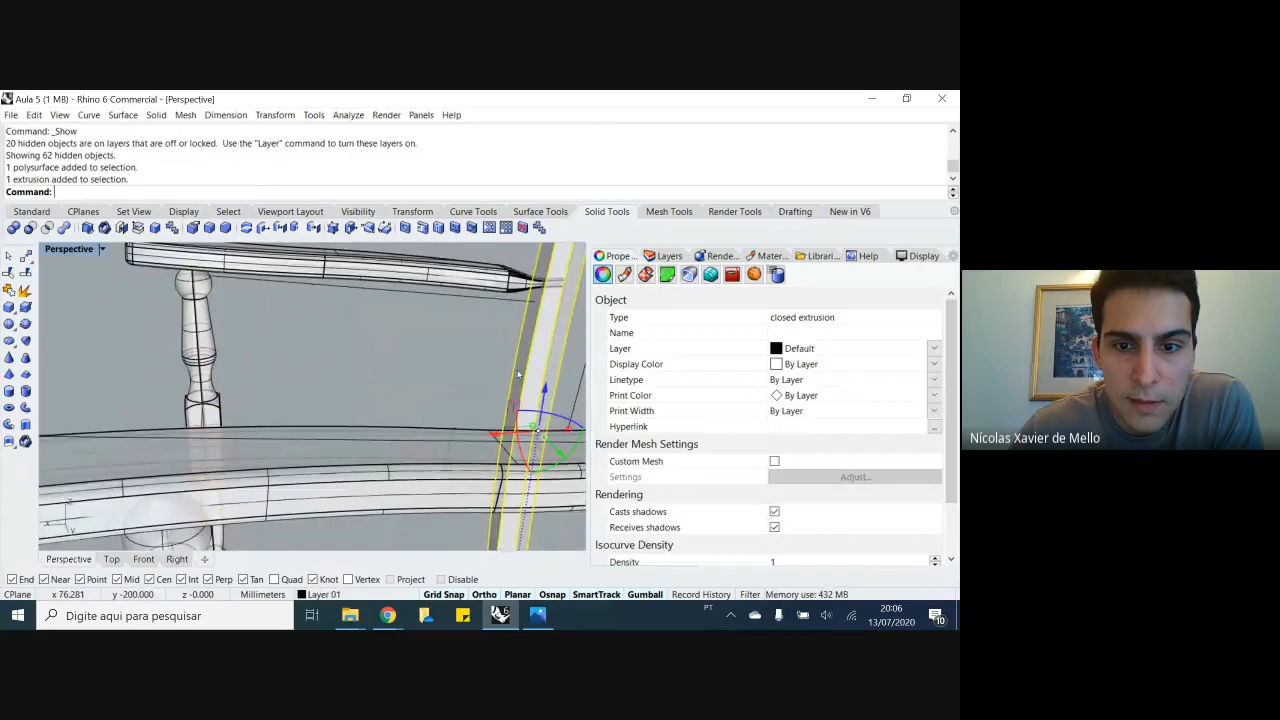 Aula 5 (1 MB) - Rhino 6 Commercial - [Perspective]
File Edit View Curve Surface Solid Mesh Dimension Transform Tools Analyze Render Panels Help
Command: _Show
20 hidden objects are on layers that are off or locked. Use the "Layer" command to turn these layers on.
Showing 62 hidden objects.
1 polysurface added to selection.
1 extrusion added to selection.
Command:
Standard CPlanes Set View Display Select Viewport Layout Visibility Transform Curve Tools Surface Tools Solid Tools Mesh Tools Render Tools Drafting New in V6
Perspective
Prope... Layers Rende... Mater... Librari... Help Display
Object
Type closed extrusion
Name
Layer Default
Display Color By Layer
Linetype By Layer
Print Color By Layer
Print Width By Layer
Hyperlink ...
Render Mesh Settings
Custom Mesh
Settings Adjust...
Rendering
Casts shadows
Receives shadows
Isocurve Density
Density 1
z
x
y
Perspective Top Front Right
End Near Point Mid Cen Int Perp Tan Quad Knot Vertex Project Disable
CPlane x 76.281 y -200.000 z -0.000 Millimeters Layer 01 Grid Snap Ortho Planar Osnap SmartTrack Gumball Record History Filter Memory use: 432 MB
Digite aqui para pesquisar
PT
20:06
13/07/2020
10
Nícolas Xavier de Mello